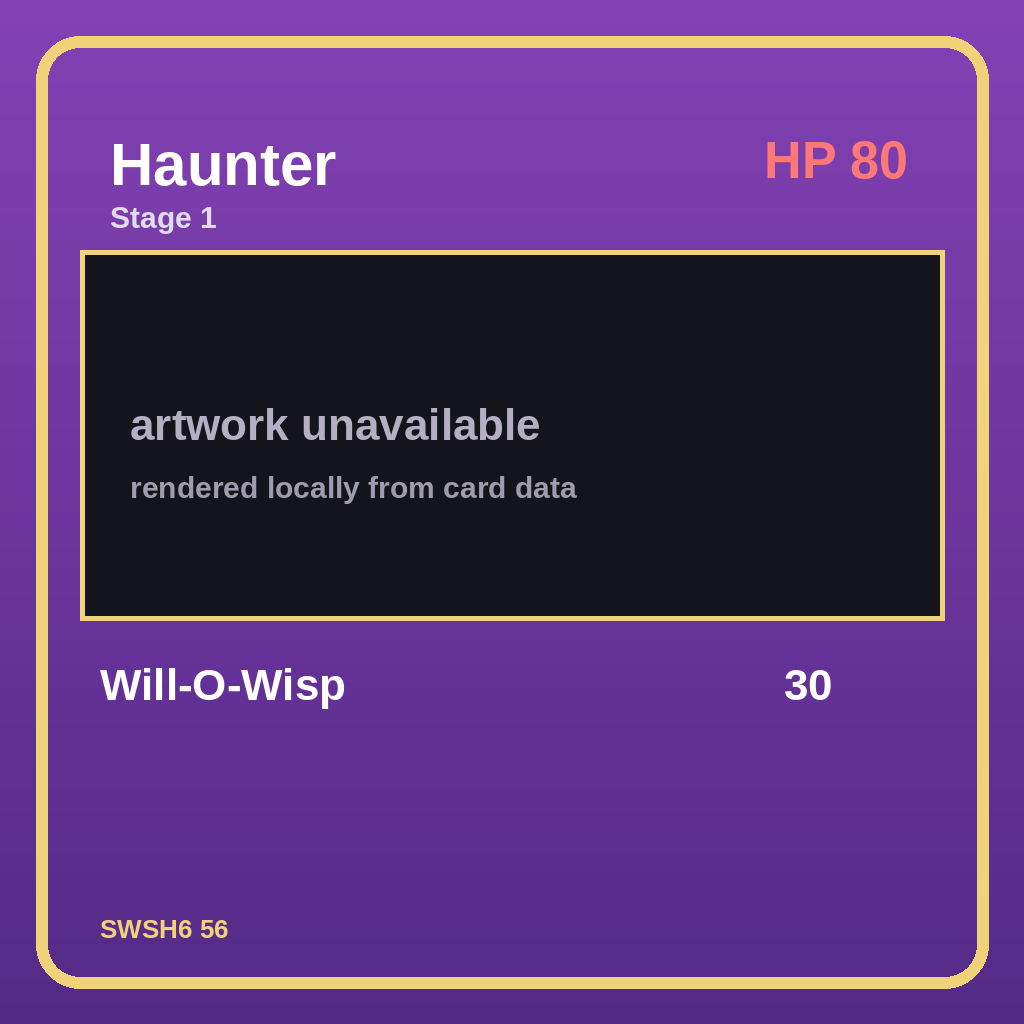 Haunter
HP 80
Stage 1
artwork unavailable
rendered locally from card data
Will-O-Wisp 30
SWSH6 56